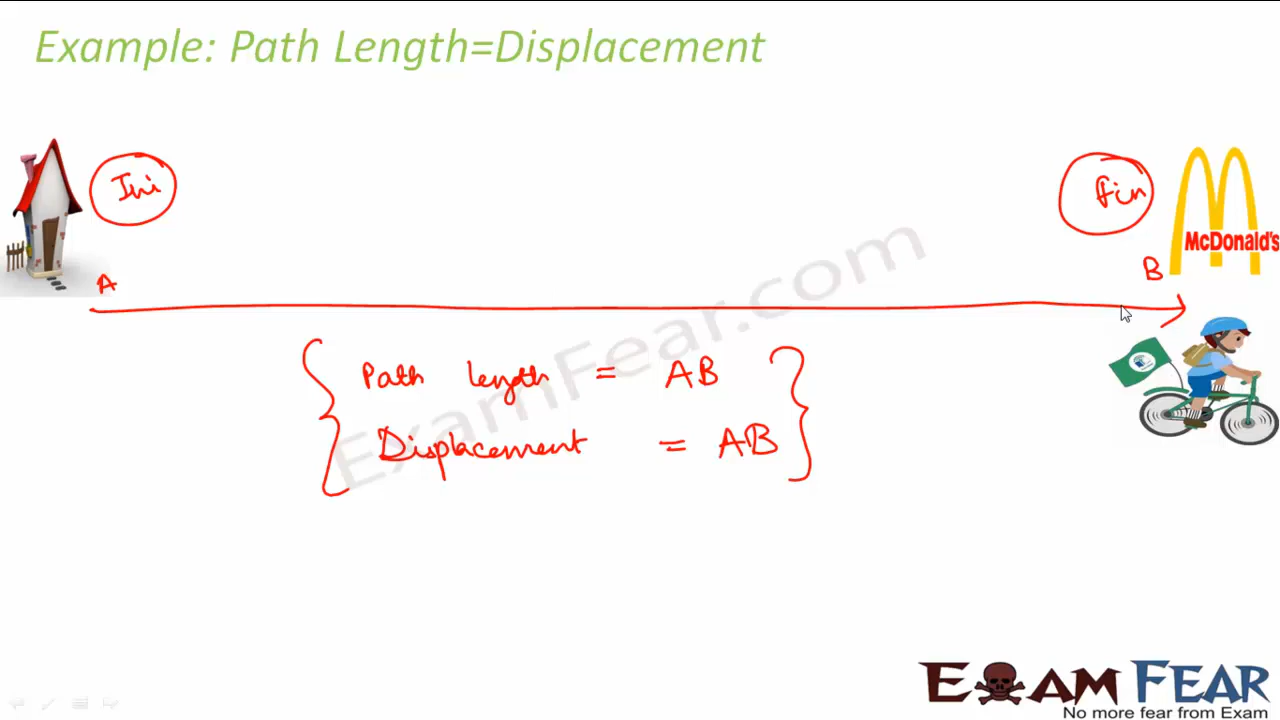 Example: Path Length=Displacement
Ini
fin
McDonald's
A
B
Path length = AB
Displacement = AB
ExamFear.com
EXAM FEAR
No more fear from Exam